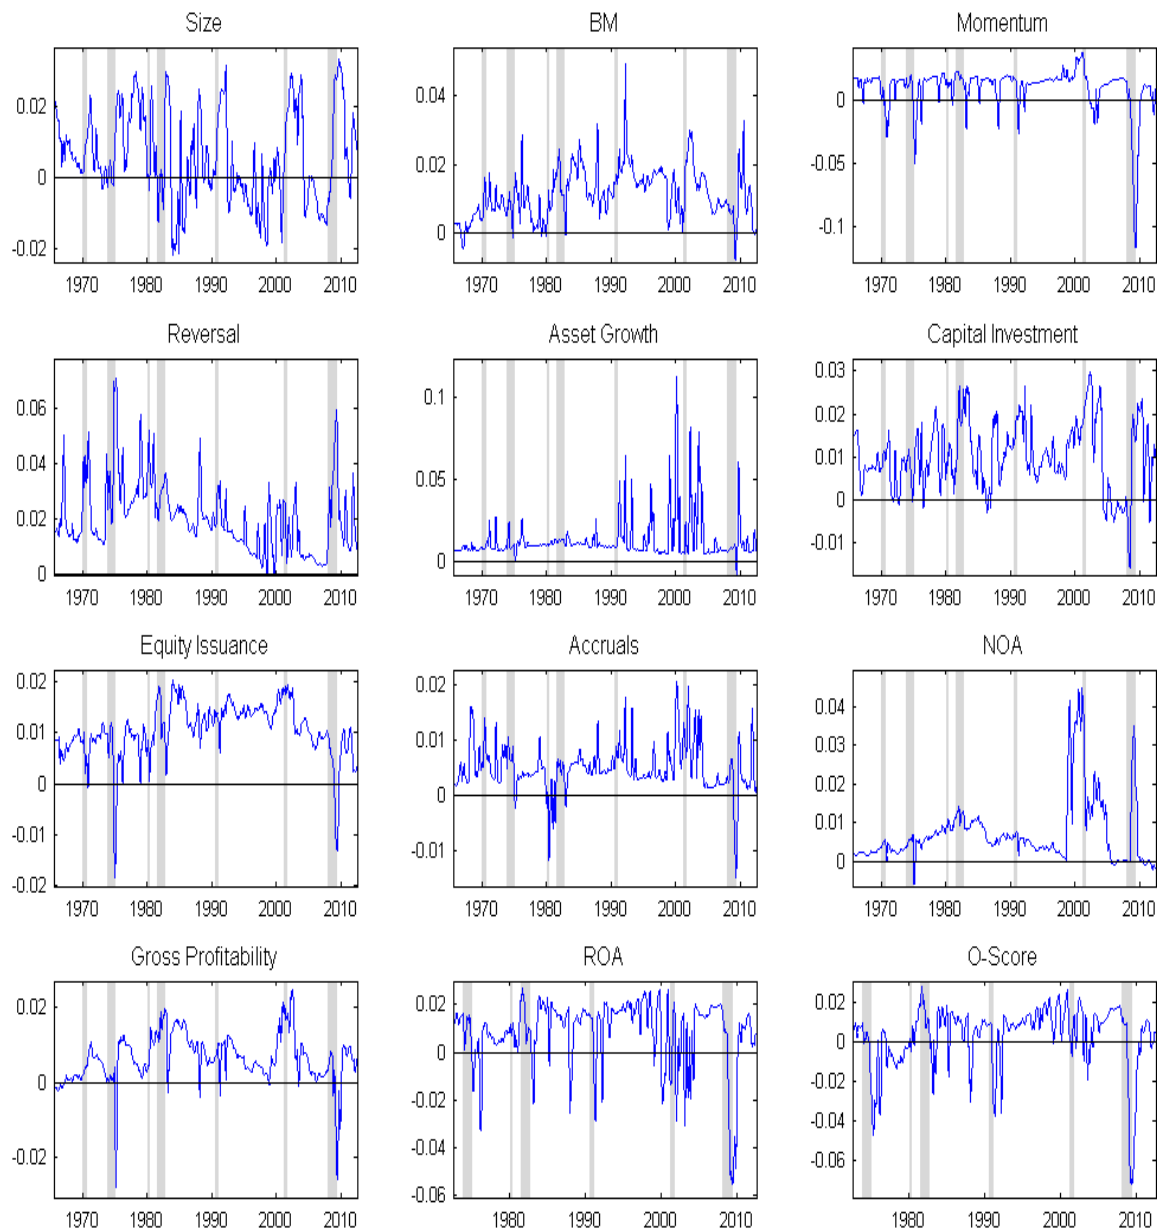 Size
BM
Momentum
0.02
0
-0.02
1970 1980 1990 2000 2010
0.04
0.02
0
1970 1980 1990 2000 2010
0
-0.05
-0.1
1970 1980 1990 2000 2010
Reversal
Asset Growth
Capital Investment
0.06
0.04
0.02
0
1970 1980 1990 2000 2010
0.1
0.05
0
1970 1980 1990 2000 2010
0.03
0.02
0.01
0
-0.01
1970 1980 1990 2000 2010
Equity Issuance
Accruals
NOA
0.02
0.01
0
-0.01
-0.02
1970 1980 1990 2000 2010
0.02
0.01
0
-0.01
1970 1980 1990 2000 2010
0.04
0.03
0.02
0.01
0
1970 1980 1990 2000 2010
Gross Profitability
ROA
O-Score
0.02
0
-0.02
1970 1980 1990 2000 2010
0.02
0
-0.02
-0.04
-0.06
1980 1990 2000 2010
0.02
0
-0.02
-0.04
-0.06
1980 1990 2000 2010